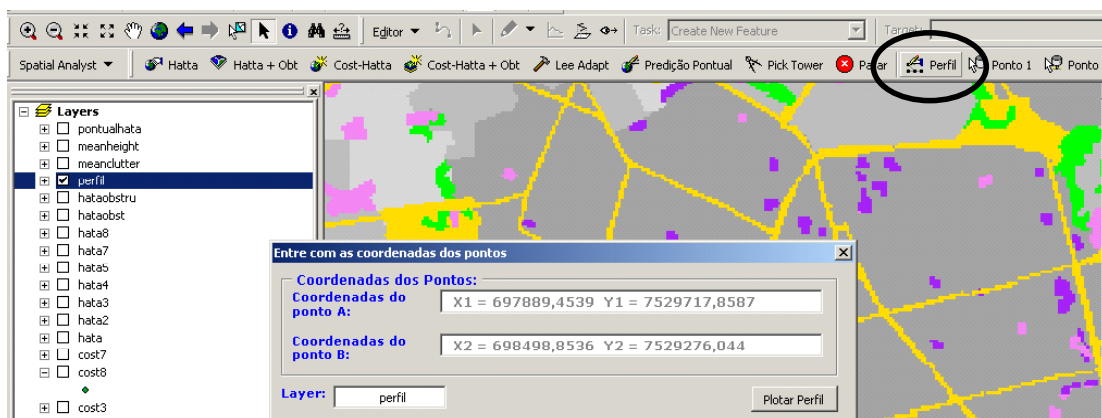 Editor Task: Create New Feature Target:
Spatial Analyst Hatta Hatta + Obt Cost-Hatta Cost-Hatta + Obt Lee Adapt Predição Pontual Pick Tower Parar Perfil Ponto 1 Ponto
Layers
pontualhata
meanheight
meanclutter
perfil
hataobstru
hataobst
hata8
hata7
hata5
hata4
hata3
hata2
hata
cost7
cost8
cost3
Entre com as coordenadas dos pontos
Coordenadas dos Pontos:
Coordenadas do
ponto A:
X1 = 697889,4539 Y1 = 7529717,8587
Coordenadas do
ponto B:
X2 = 698498,8536 Y2 = 7529276,044
Layer: perfil Plotar Perfil